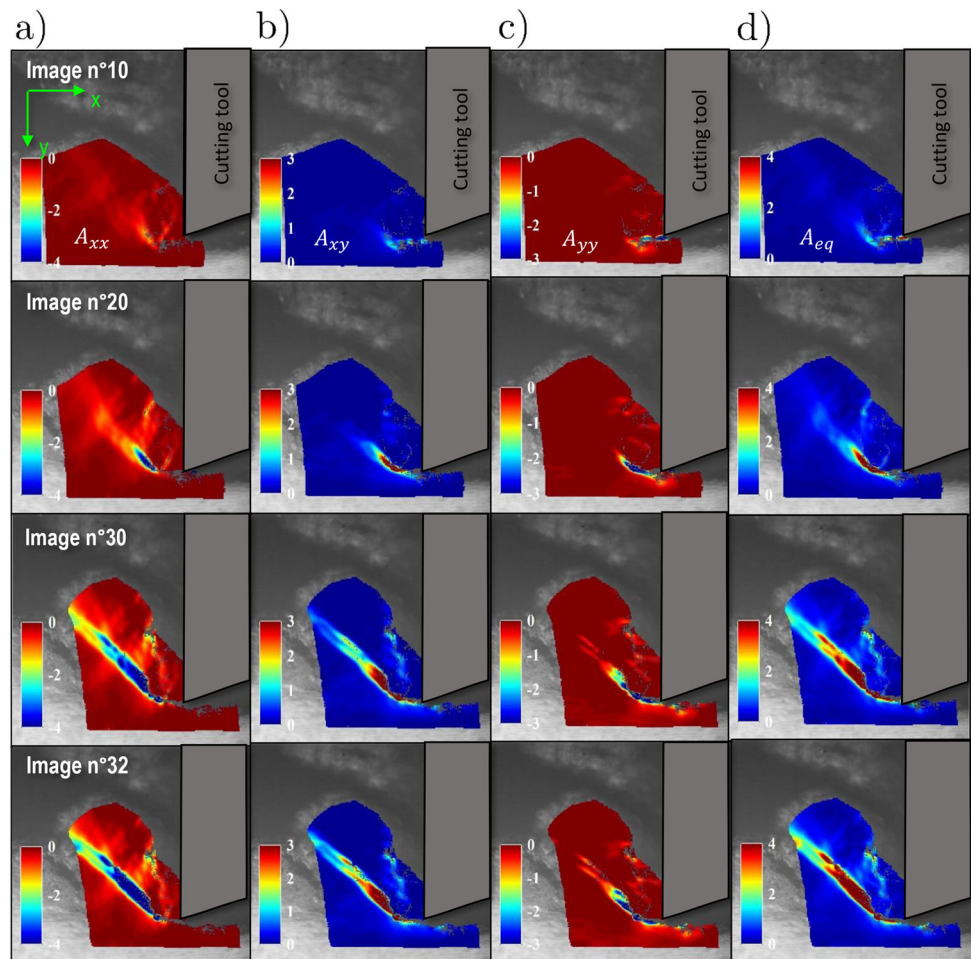 a) b) c) d)
Image n°10
x
y
Cutting tool
Cutting tool
Cutting tool
Cutting tool
0 3 0 4
-2 2 -1 2
1 -2
-4 0 -3 0
A_xx A_xy A_yy A_eq
Image n°20
0 3 0 4
-2 2 -1 2
1 -2
-4 0 -3 0
Image n°30
0 3 0 4
-2 2 -1 2
1 -2
-4 0 -3 0
Image n°32
0 3 0 4
-2 2 -1 2
1 -2
-4 0 -3 0